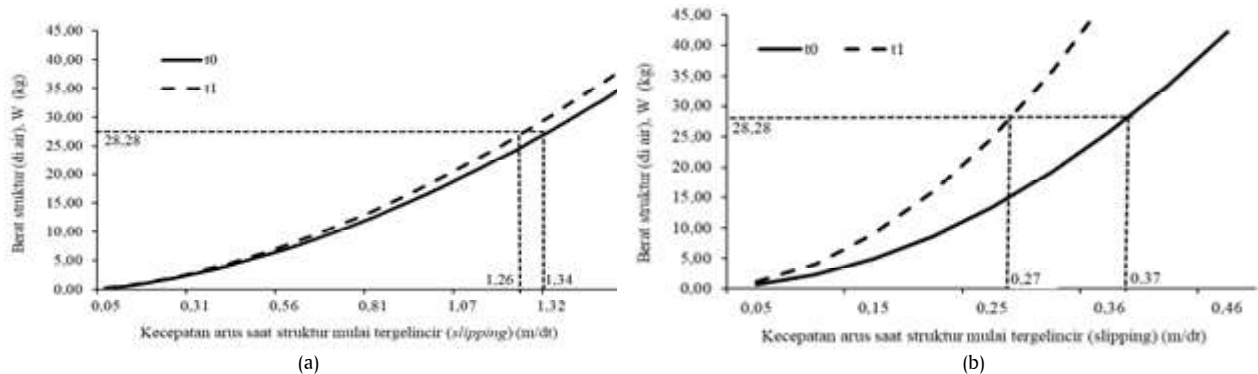 45,00
40,00
35,00
30,00
25,00
20,00
15,00
10,00
5,00
0,00
Berat struktur (di air), W (kg)
t0
t1
28,28
1,26
1,34
0,05 0,31 0,56 0,81 1,07 1,32
Kecepatan arus saat struktur mulai tergelincir (slipping) (m/dt)
(a)
45,00
40,00
35,00
30,00
25,00
20,00
15,00
10,00
5,00
0,00
Berat struktur (di air), W (kg)
t0 t1
28,28
0,27
0,37
0,05 0,15 0,25 0,36 0,46
Kecepatan arus saat struktur mulai tergelincir (slipping) (m/dt)
(b)